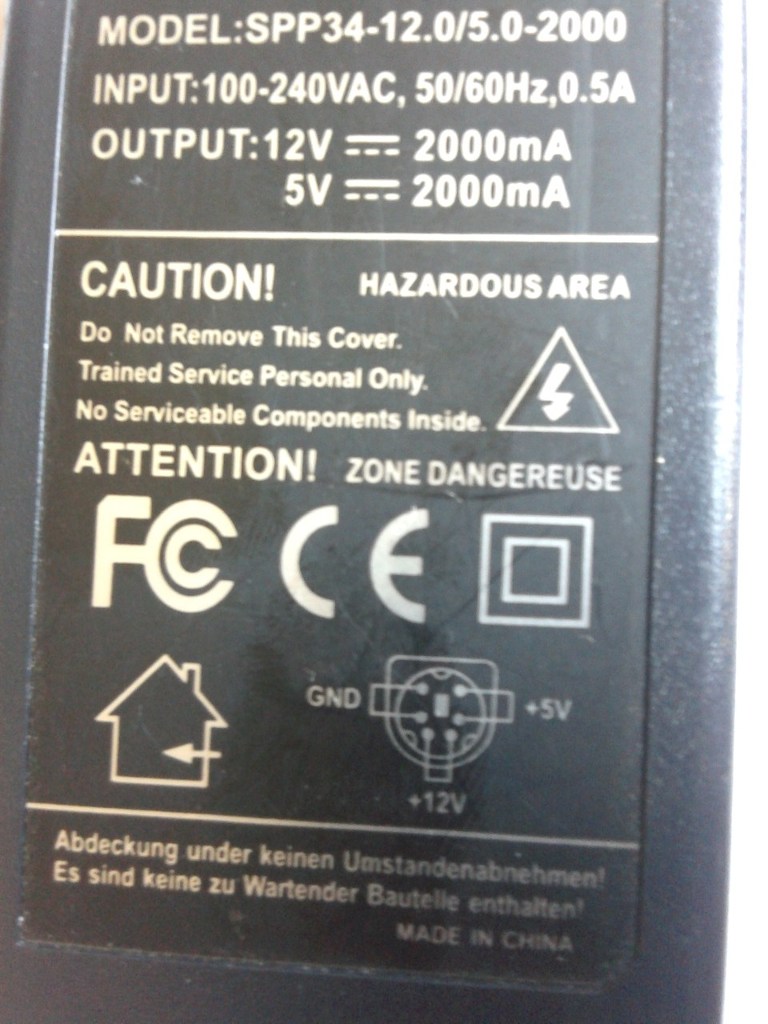 MODEL:SPP34-12.0/5.0-2000
INPUT:100-240VAC, 50/60Hz,0.5A
OUTPUT:12V ⎓ 2000mA
5V ⎓ 2000mA
CAUTION! HAZARDOUS AREA
Do Not Remove This Cover.
Trained Service Personal Only.
No Serviceable Components Inside.
ATTENTION! ZONE DANGEREUSE
FC CE
GND +5V
+12V
Abdeckung under keinen Umstandenabnehmen!
Es sind keine zu Wartender Bauteile enthalten!
MADE IN CHINA